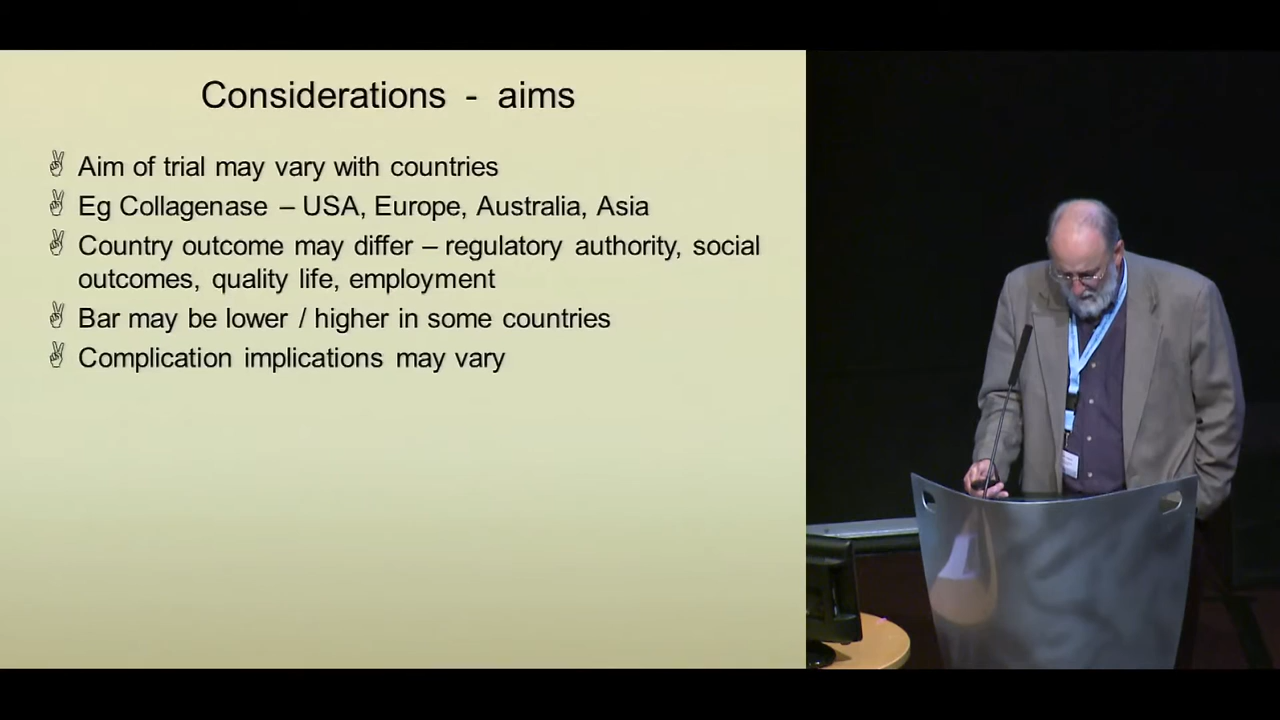 Considerations - aims
Aim of trial may vary with countries
Eg Collagenase – USA, Europe, Australia, Asia
Country outcome may differ – regulatory authority, social
outcomes, quality life, employment
Bar may be lower / higher in some countries
Complication implications may vary